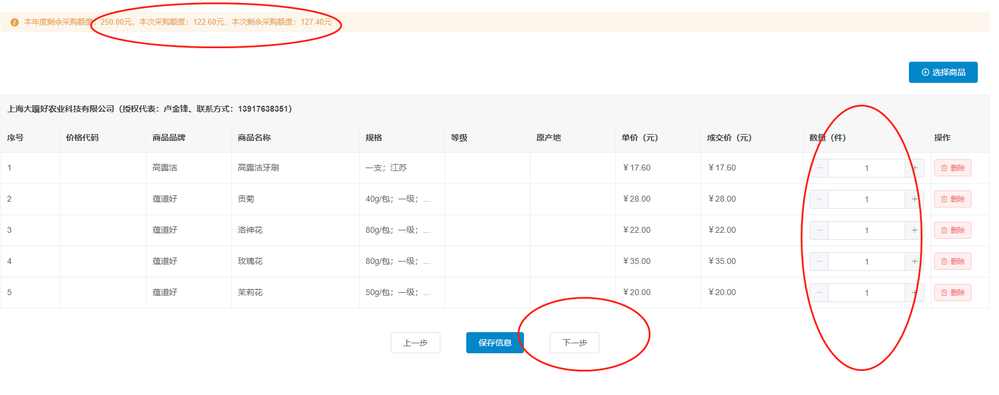 本年度剩余采购额度：250.00元，本次采购额度：122.60元，本次剩余采购额度：127.40元
选择商品
上海大嘎好农业科技有限公司（授权代表：卢金锋、联系方式：13917638351）
序号 价格代码 商品品牌 商品名称 规格 等级 原产地 单价（元） 成交价（元） 数量（件） 操作
1 高露洁 高露洁牙刷 一支；江苏 ￥17.60 ￥17.60 － 1 + 删除
2 蕴道好 贡菊 40g/包；一级；… ￥28.00 ￥28.00 － 1 + 删除
3 蕴道好 洛神花 80g/包；一级；… ￥22.00 ￥22.00 － 1 + 删除
4 蕴道好 玫瑰花 80g/包；一级；… ￥35.00 ￥35.00 － 1 + 删除
5 蕴道好 茉莉花 50g/包；一级；… ￥20.00 ￥20.00 － 1 + 删除
上一步 保存信息 下一步